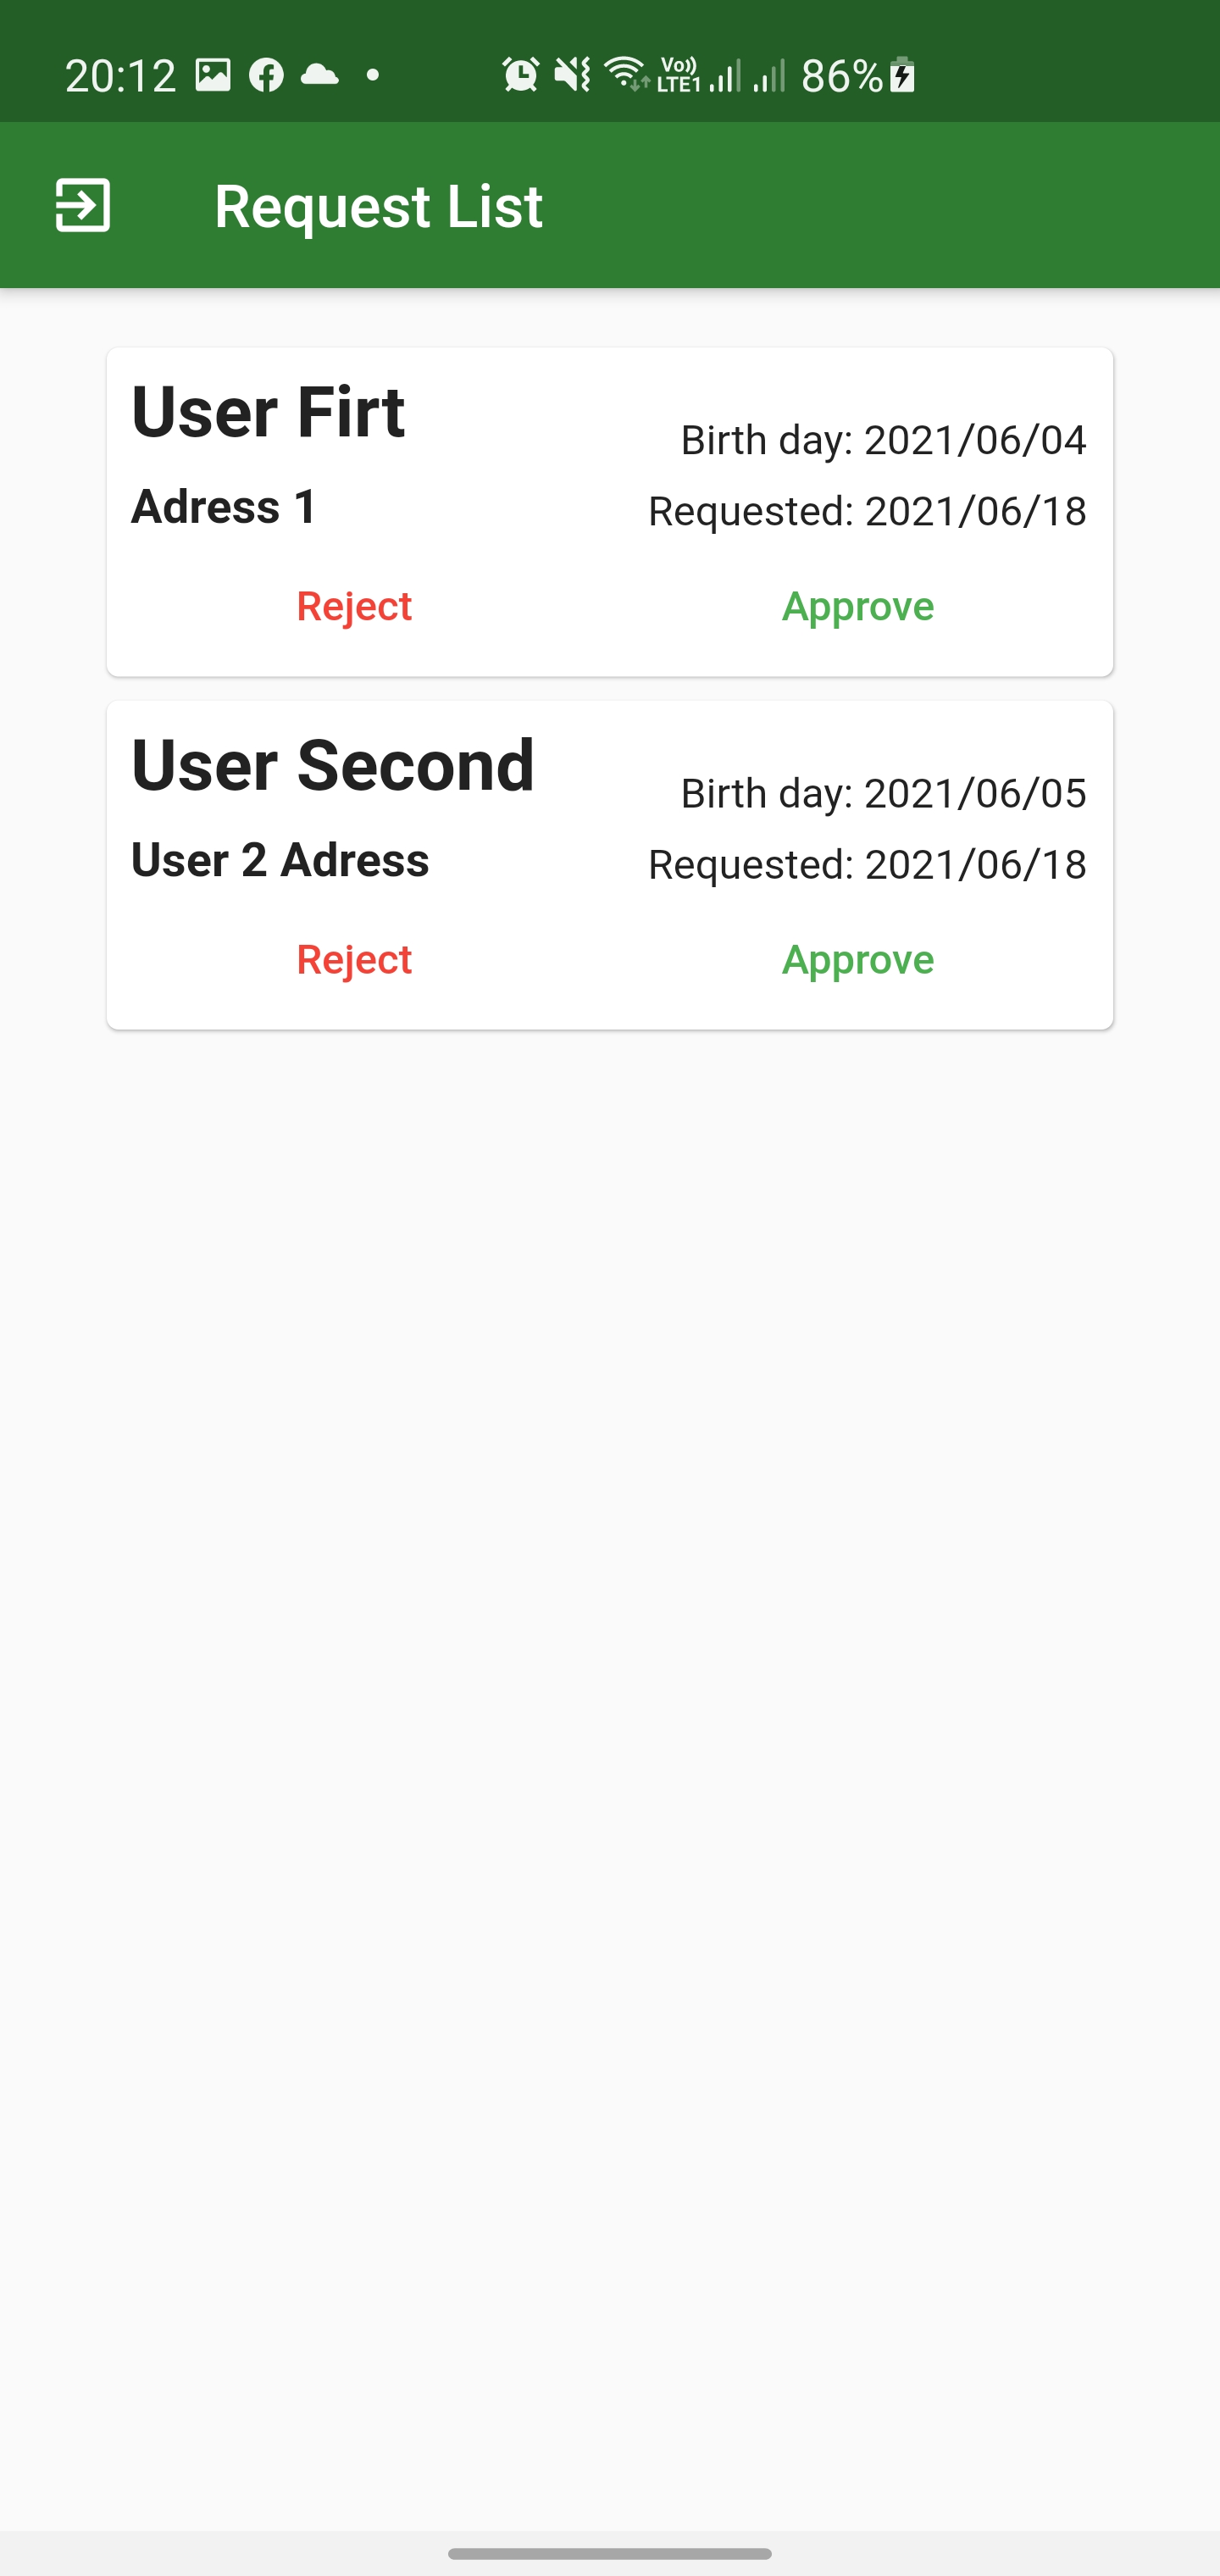 20:12 Vo)) LTE1 86%
Request List
User Firt
Birth day: 2021/06/04
Adress 1
Requested: 2021/06/18
Reject Approve
User Second
Birth day: 2021/06/05
User 2 Adress
Requested: 2021/06/18
Reject Approve